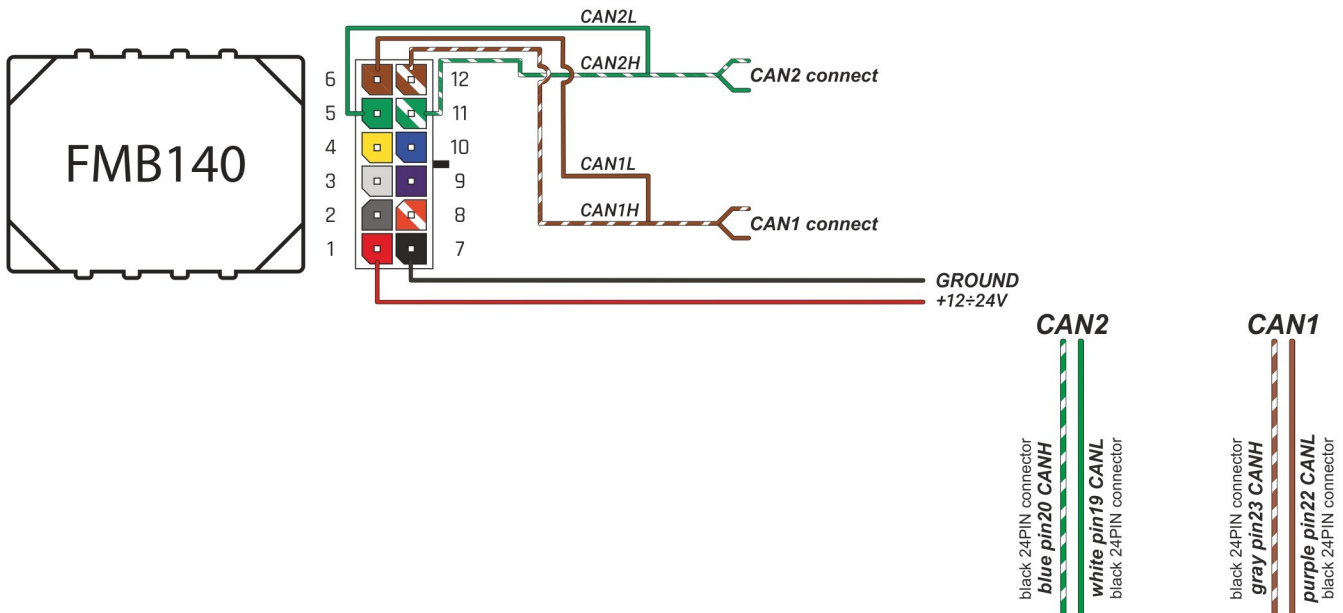 CAN2L
CAN2H
CAN2 connect
FMB140
6
12
5
11
4
10
3
9
2
8
1
7
CAN1L
CAN1H
CAN1 connect
GROUND
+12÷24V
CAN2
black 24PIN connector
blue pin20 CANH
white pin19 CANL
black 24PIN connector
CAN1
black 24PIN connector
gray pin23 CANH
purple pin22 CANL
black 24PIN connector